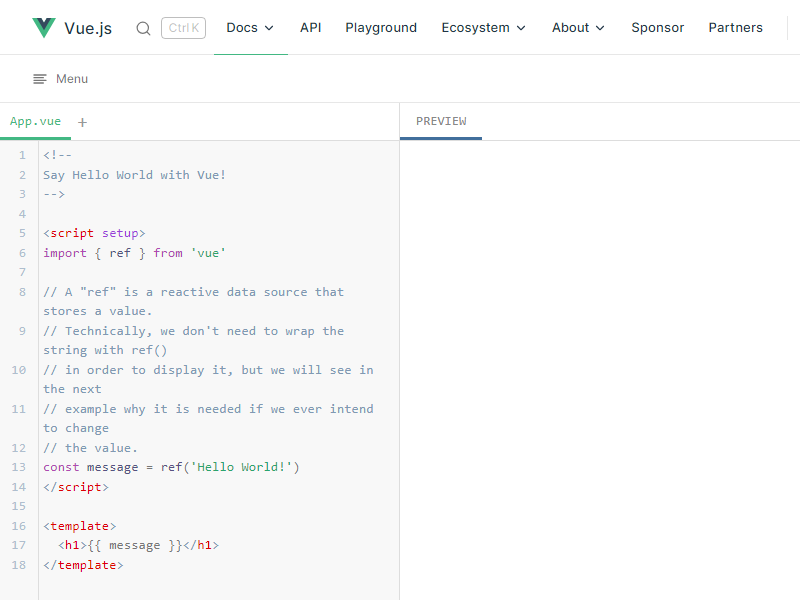 Vue.js Ctrl K Docs API Playground Ecosystem About Sponsor Partners
Menu
App.vue + PREVIEW
1 <!--
2 Say Hello World with Vue!
3 -->
4
5 <script setup>
6 import { ref } from 'vue'
7
8 // A "ref" is a reactive data source that
stores a value.
9 // Technically, we don't need to wrap the
string with ref()
10 // in order to display it, but we will see in
the next
11 // example why it is needed if we ever intend
to change
12 // the value.
13 const message = ref('Hello World!')
14 </script>
15
16 <template>
17   <h1>{{ message }}</h1>
18 </template>